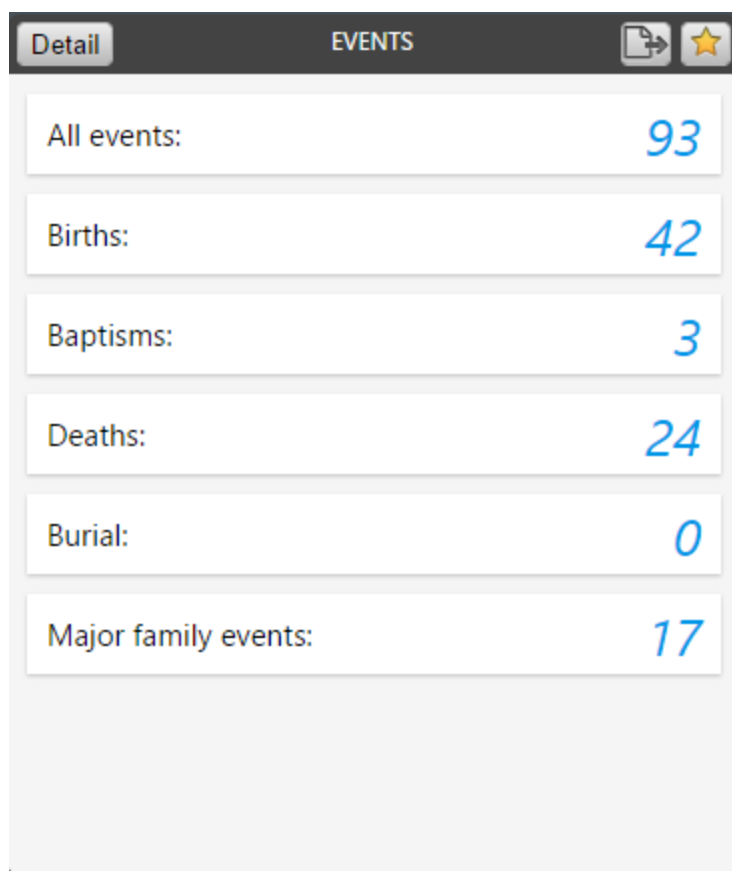 Detail EVENTS
All events: 93
Births: 42
Baptisms: 3
Deaths: 24
Burial: 0
Major family events: 17